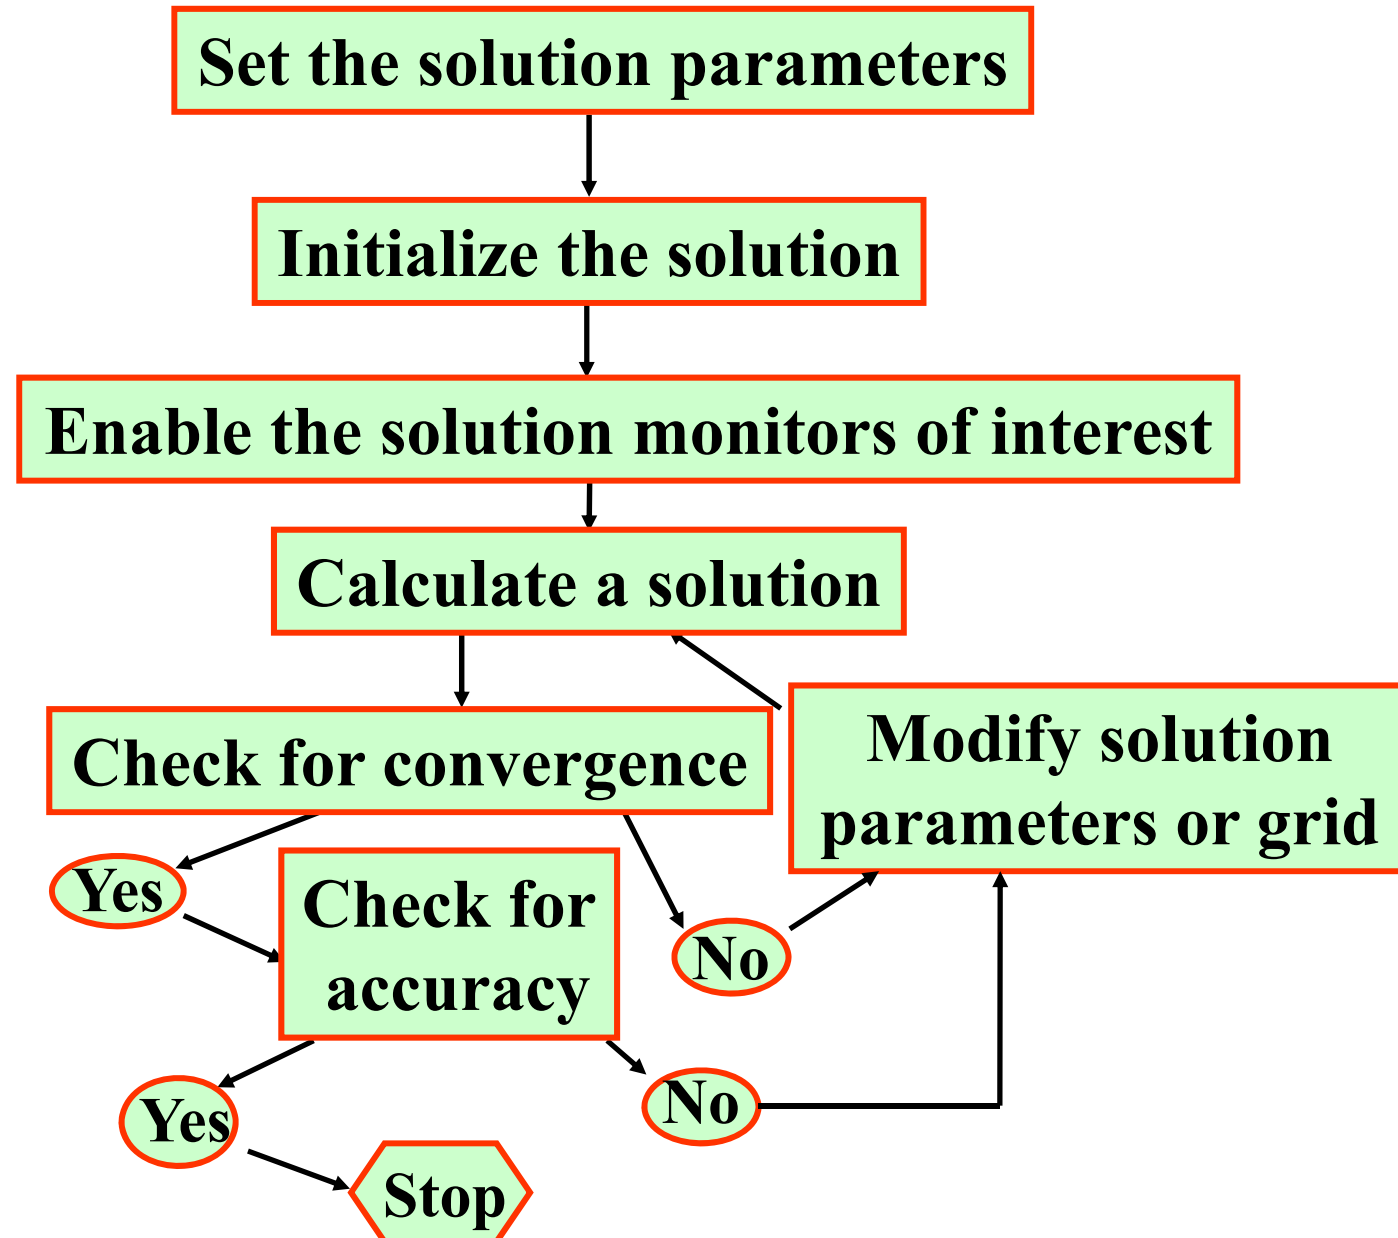 Set the solution parameters
Initialize the solution
Enable the solution monitors of interest
Calculate a solution
Check for convergence
Modify solution
parameters or grid
Yes
Check for
accuracy
No
Yes
No
Stop